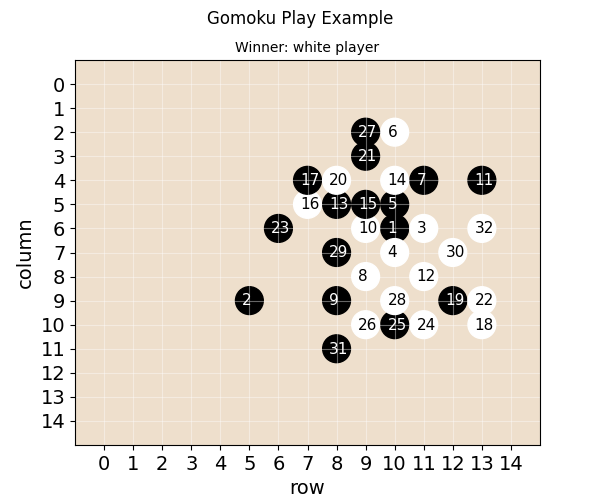 Gomoku Play Example
Winner: white player
0
1
2 27 6
3 21
4 17 20 14 7 11
5 16 13 15 5
6 23 10 1 3 32
7 29 4 30
8 8 12
9 2 9 28 19 22
10 26 25 24 18
11 31
12
13
14
column
0 1 2 3 4 5 6 7 8 9 10 11 12 13 14
row